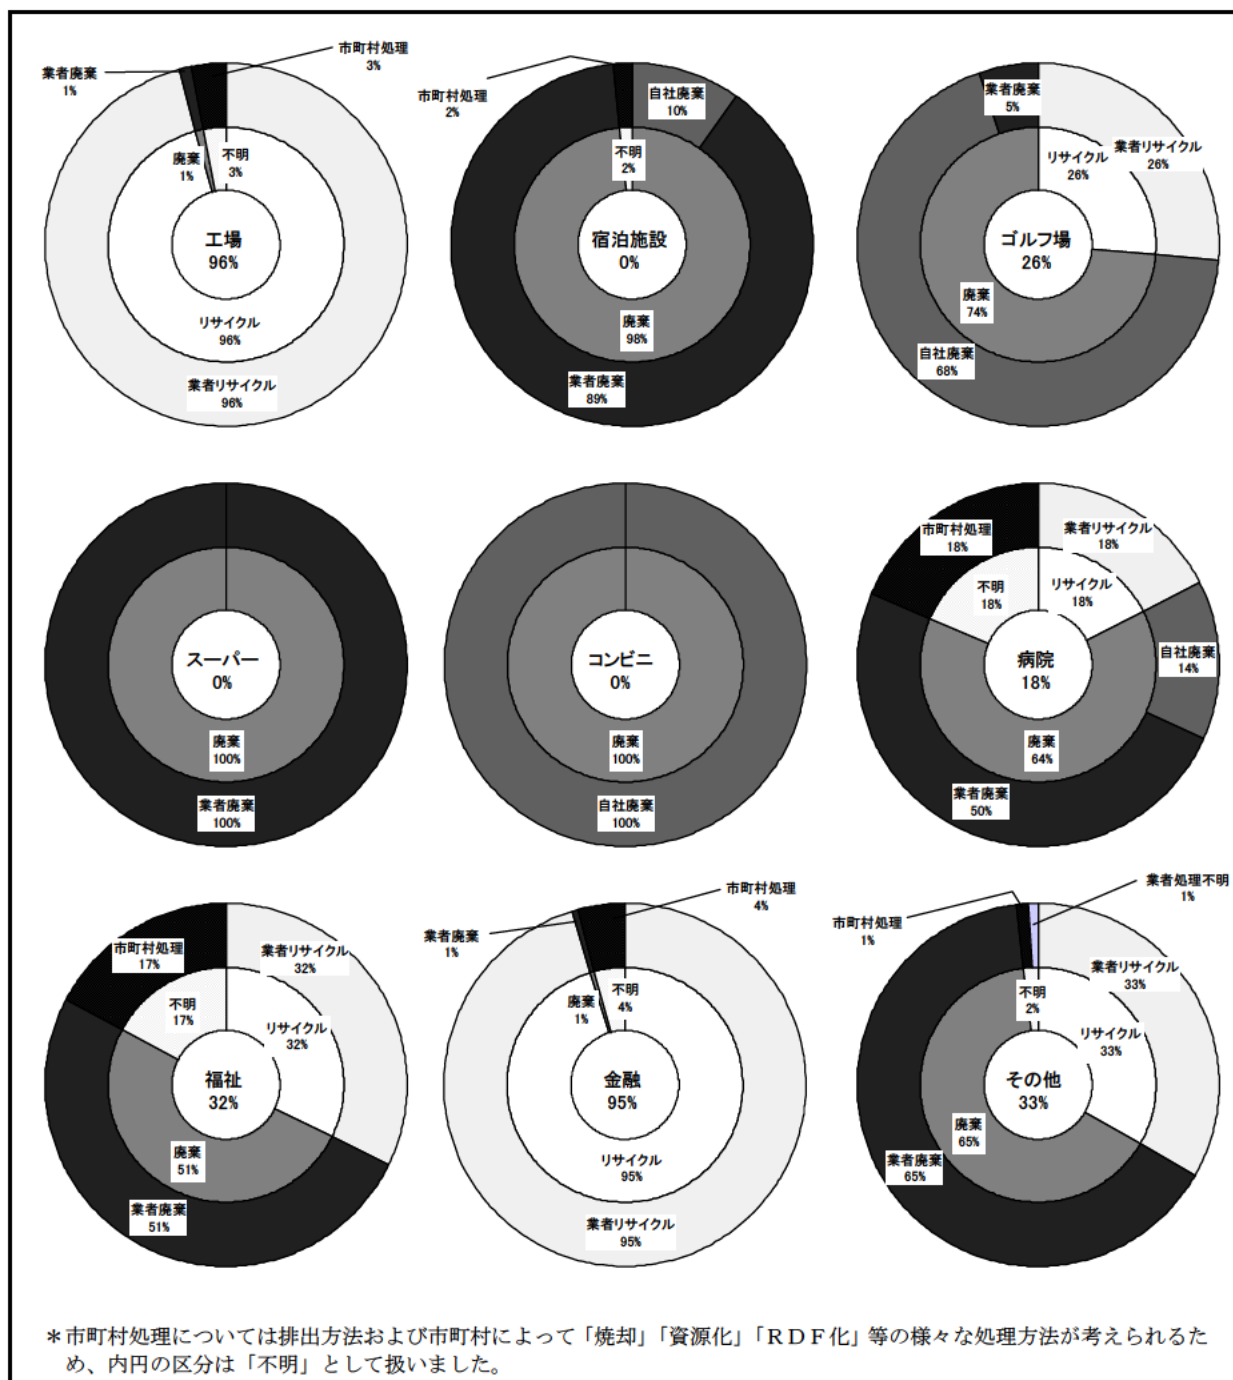 市町村処理
3%
業者廃棄
1%
廃棄
1%
不明
3%
工場
96%
リサイクル
96%
業者リサイクル
96%
市町村処理
2%
自社廃棄
10%
不明
2%
宿泊施設
0%
廃棄
98%
業者廃棄
89%
業者廃棄
5%
リサイクル
26%
業者リサイクル
26%
ゴルフ場
26%
廃棄
74%
自社廃棄
68%
スーパー
0%
廃棄
100%
業者廃棄
100%
コンビニ
0%
廃棄
100%
自社廃棄
100%
市町村処理
18%
業者リサイクル
18%
不明
18%
リサイクル
18%
病院
18%
自社廃棄
14%
廃棄
64%
業者廃棄
50%
市町村処理
17%
業者リサイクル
32%
不明
17%
リサイクル
32%
福祉
32%
廃棄
51%
業者廃棄
51%
市町村処理
4%
業者廃棄
1%
廃棄
1%
不明
4%
金融
95%
リサイクル
95%
業者リサイクル
95%
業者処理不明
1%
市町村処理
1%
業者リサイクル
33%
不明
2%
リサイクル
33%
その他
33%
廃棄
65%
業者廃棄
65%
＊市町村処理については排出方法および市町村によって「焼却」「資源化」「ＲＤＦ化」等の様々な処理方法が考えられるた
め、内円の区分は「不明」として扱いました。